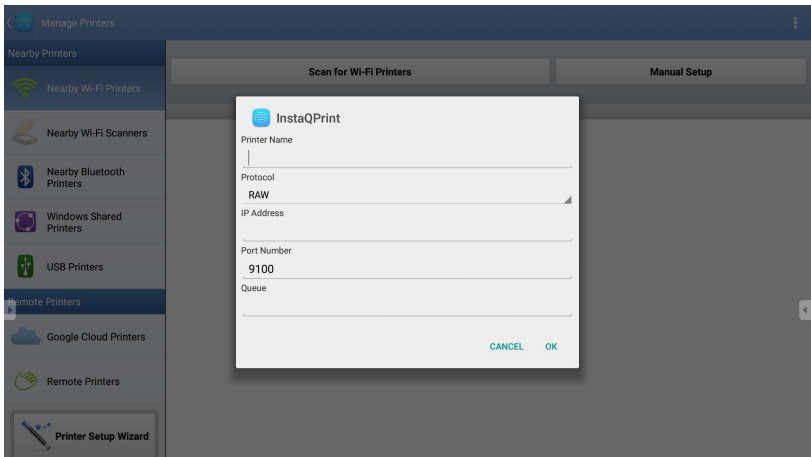 Manage Printers
Nearby Printers
Nearby Wi-Fi Printers
Nearby Wi-Fi Scanners
Nearby Bluetooth
Printers
Windows Shared
Printers
USB Printers
Remote Printers
Google Cloud Printers
Remote Printers
Printer Setup Wizard
Scan for Wi-Fi Printers
Manual Setup
InstaQPrint
Printer Name
Protocol
RAW
IP Address
Port Number
9100
Queue
CANCEL
OK